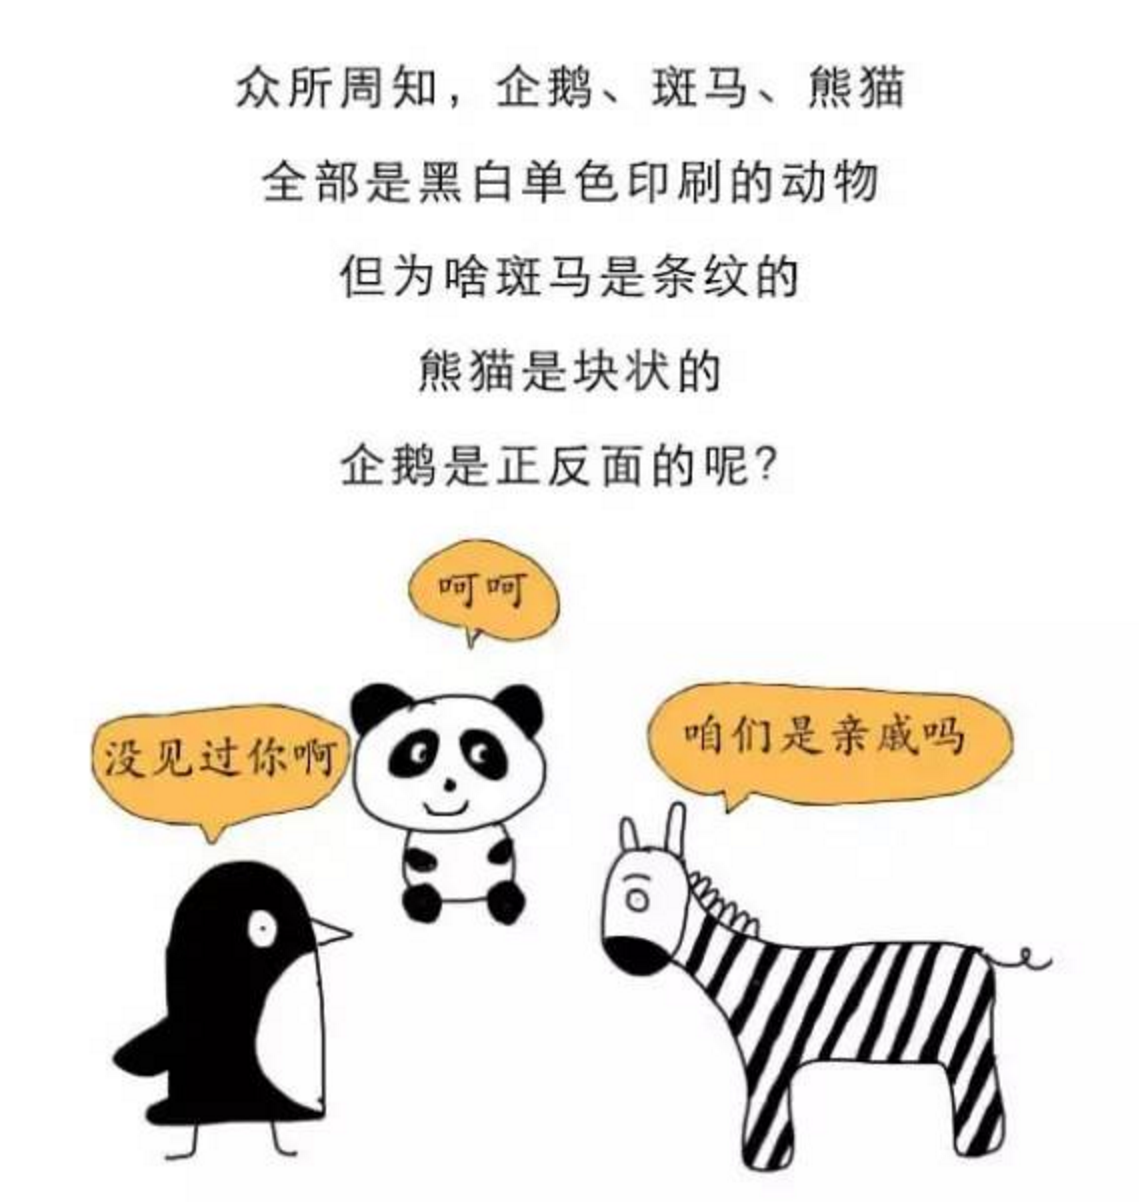 众所周知，企鹅、斑马、熊猫
全部是黑白单色印刷的动物
但为啥斑马是条纹的
熊猫是块状的
企鹅是正反面的呢?
呵呵
没见过你啊
咱们是亲戚吗